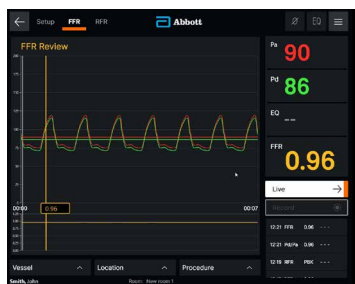 Setup FFR RFR Abbott EQ
FFR Review
Pa 90
Pd 86
EQ --
FFR 0.96
Live
Record
0.96
00:00 00:07
12:21 FFR 0.96 ---
12:21 Pd/Pa 0.96 ---
12:19 RFR PBK ---
Vessel Location Procedure
Smith, John Room: New room 1